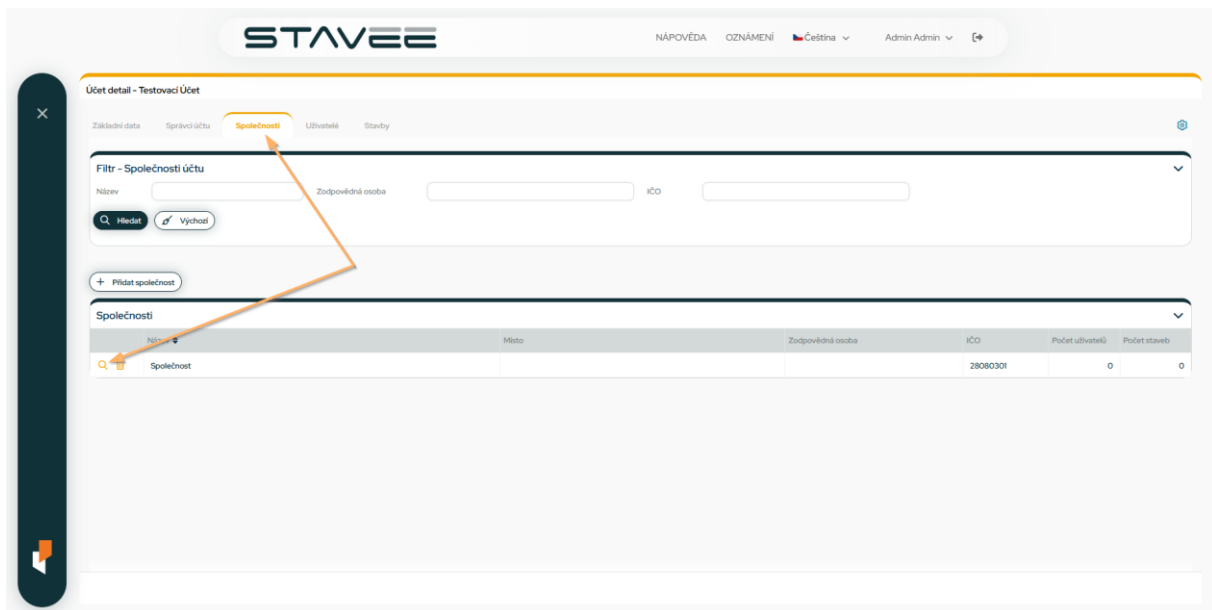 STAVEE
NÁPOVĚDA OZNÁMENÍ Čeština Admin Admin
Účet detail - Testovací Účet
Základní data Správci účtu Společnosti Uživatelé Stavby
Filtr - Společnosti účtu
Název Zodpovědná osoba IČO
Hledat Výchozí
+ Přidat společnost
Společnosti
Název Místo Zodpovědná osoba IČO Počet uživatelů Počet staveb
Společnost 28080301 0 0